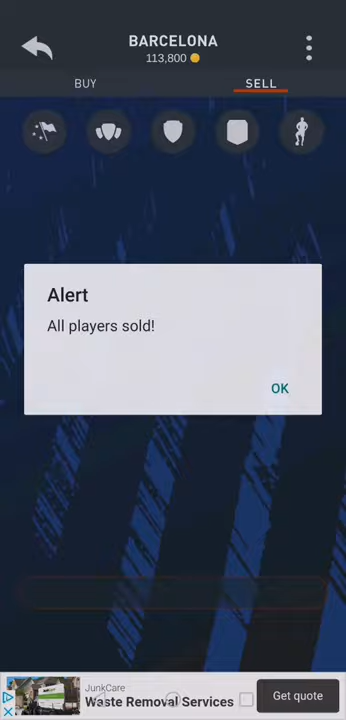 BARCELONA
113,800
BUY
SELL
Alert
All players sold!
OK
JunkCare
Waste Removal Services
Get quote